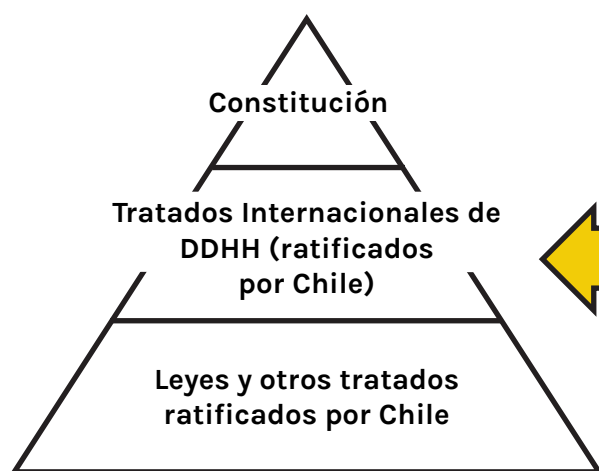 Constitución
Tratados Internacionales de
DDHH (ratificados
por Chile)
Leyes y otros tratados
ratificados por Chile